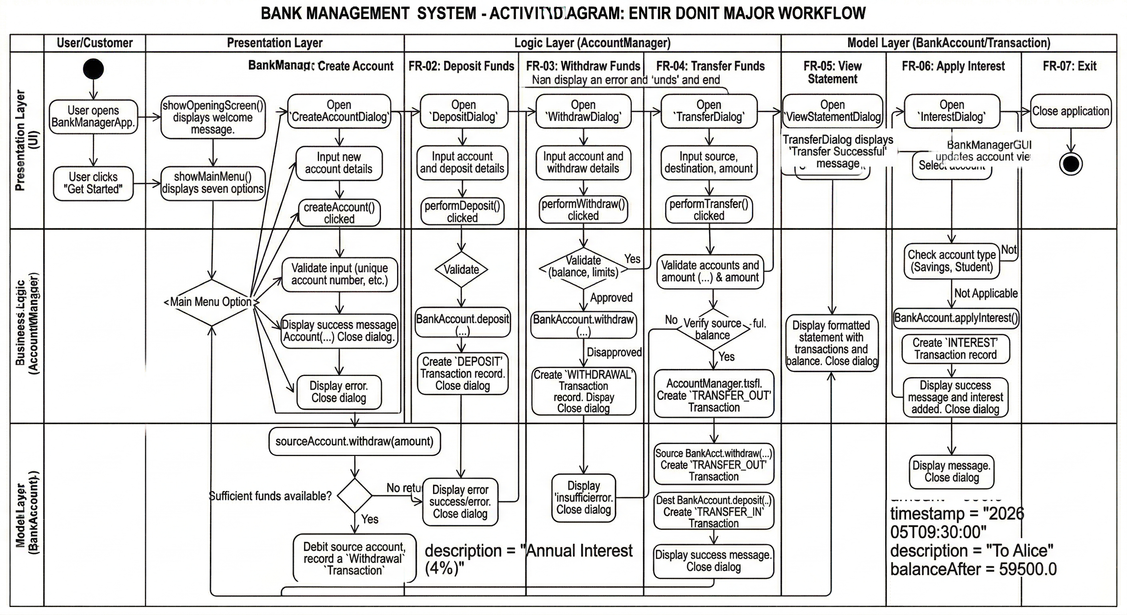 BANK MANAGEMENT SYSTEM - ENTIR DONIT MAJOR WORKFLOW
User/Customer
Presentation Layer
Logic Layer (AccountManager)
Model Layer (BankAccount/Transaction)
Create Account
FR-02: Deposit Funds
FR-03: Withdraw Funds
FR-04: Transfer Funds
FR-05: View
Statement
FR-06: Apply Interest
FR-07: Exit
Nan display an error and 'unds' and end
Presentation Layer
(UI)
User opens
BankManagerApp.
showOpeningScreen()
displays welcome
message.
Open
`CreateAccountDialog`
Open
`DepositDialog`
Open
`WithdrawDialog`
Open
`TransferDialog`
Open
`ViewStatementDialog
Open
`InterestDialog`
Close application
User clicks
"Get Started"
showMainMenu()
displays seven options
Input new
account details
Input account
and deposit details
Input account and
withdraw details
Input source,
destination, amount
TransferDialog displays
'Transfer Successful'
message.
BankManagerGUI
updates account vie
Select account
createAccount()
clicked
performDeposit()
clicked
performWithdraw()
clicked
performTransfer()
clicked
<Main Menu Option>
Validate input (unique
account number, etc.)
Validate
Validate
(balance, limits)
Yes
Validate accounts and
amount (...) & amount
Check account type
(Savings, Student)
Not
Approved
Not Applicable
Display success message
Account(...) Close dialog.
BankAccount.deposit
(...)
BankAccount.withdraw
(...)
No
Verify source
balance
ful.
Display formatted
statement with
transactions and
balance. Close dialog
BankAccount.applyInterest()
Disapproved
Yes
Create `INTEREST`
Transaction record
Display error.
Close dialog
Create `DEPOSIT`
Transaction record.
Close dialog
Create `WITHDRAWAL`
Transaction
record. Dispay
Close dialog
Create `TRANSFER_OUT`
Transaction
Display success
message and interest
added. Close dialog
(BankAccount)
sourceAccount.withdraw(amount)
Source BankAcct.withdraw(...)
Create `TRANSFER_OUT`
Transaction
Display message.
Close dialog
Sufficient funds available?
No retu
Display error
success/error.
Close dialog
Display
'insufficierror.
Close dialog
Dest BankAccount.deposit(..)
Create `TRANSFER_IN`
Transaction
Yes
Debit source account,
record a `Withdrawal`
`Transaction`
description = "Annual Interest
(4%)"
Display success message.
Close dialog
timestamp = "2026
05T09:30:00"
description = "To Alice"
balanceAfter = 59500.0